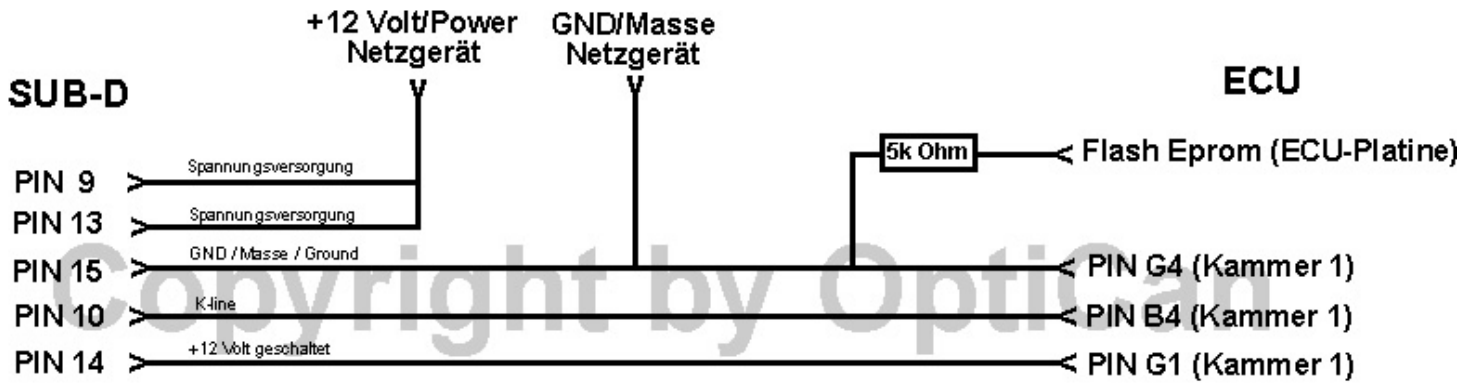 +12 Volt/Power
Netzgerät
GND/Masse
Netzgerät
SUB-D
ECU
5k Ohm
Flash Eprom (ECU-Platine)
PIN 9
Spannungsversorgung
PIN 13
Spannungsversorgung
PIN 15
GND / Masse / Ground
PIN G4 (Kammer 1)
PIN 10
K-line
PIN B4 (Kammer 1)
PIN 14
+12 Volt geschaltet
PIN G1 (Kammer 1)
Copyright by OptiCan